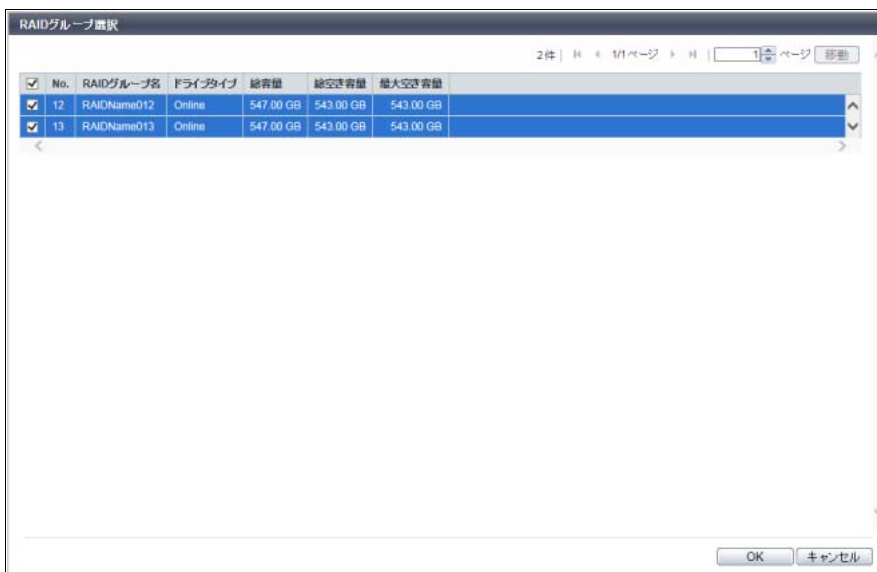 RAIDグループ選択
2件 | 1/1ページ | 1 ページ 移動
No. RAIDグループ名 ドライブタイプ 総容量 総空き容量 最大空き容量
12 RAIDName012 Online 547.00 GB 543.00 GB 543.00 GB
13 RAIDName013 Online 547.00 GB 543.00 GB 543.00 GB
OK キャンセル